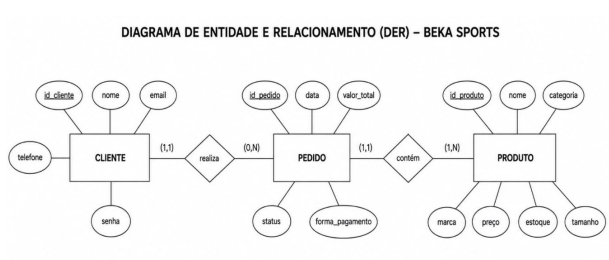 DIAGRAMA DE ENTIDADE E RELACIONAMENTO (DER) – BEKA SPORTS
id_cliente nome email id_pedido data valor_total id_produto nome categoria
telefone CLIENTE (1,1) realiza (0,N) PEDIDO (1,1) contém (1,N) PRODUTO
senha status forma_pagamento marca preço estoque tamanho